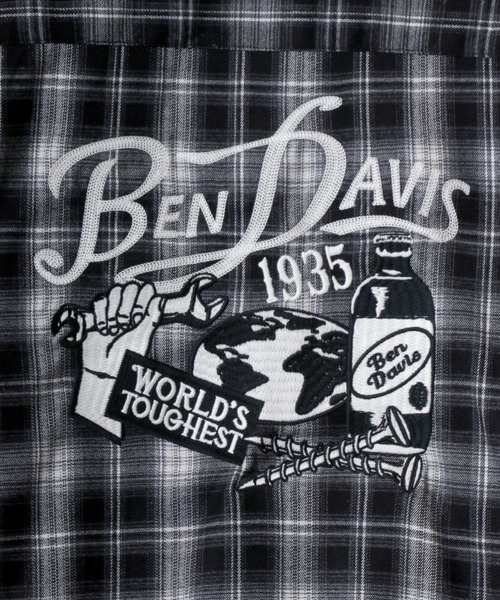 BEN DAVIS
1935
Ben
Davis
WORLD'S
TOUGHEST